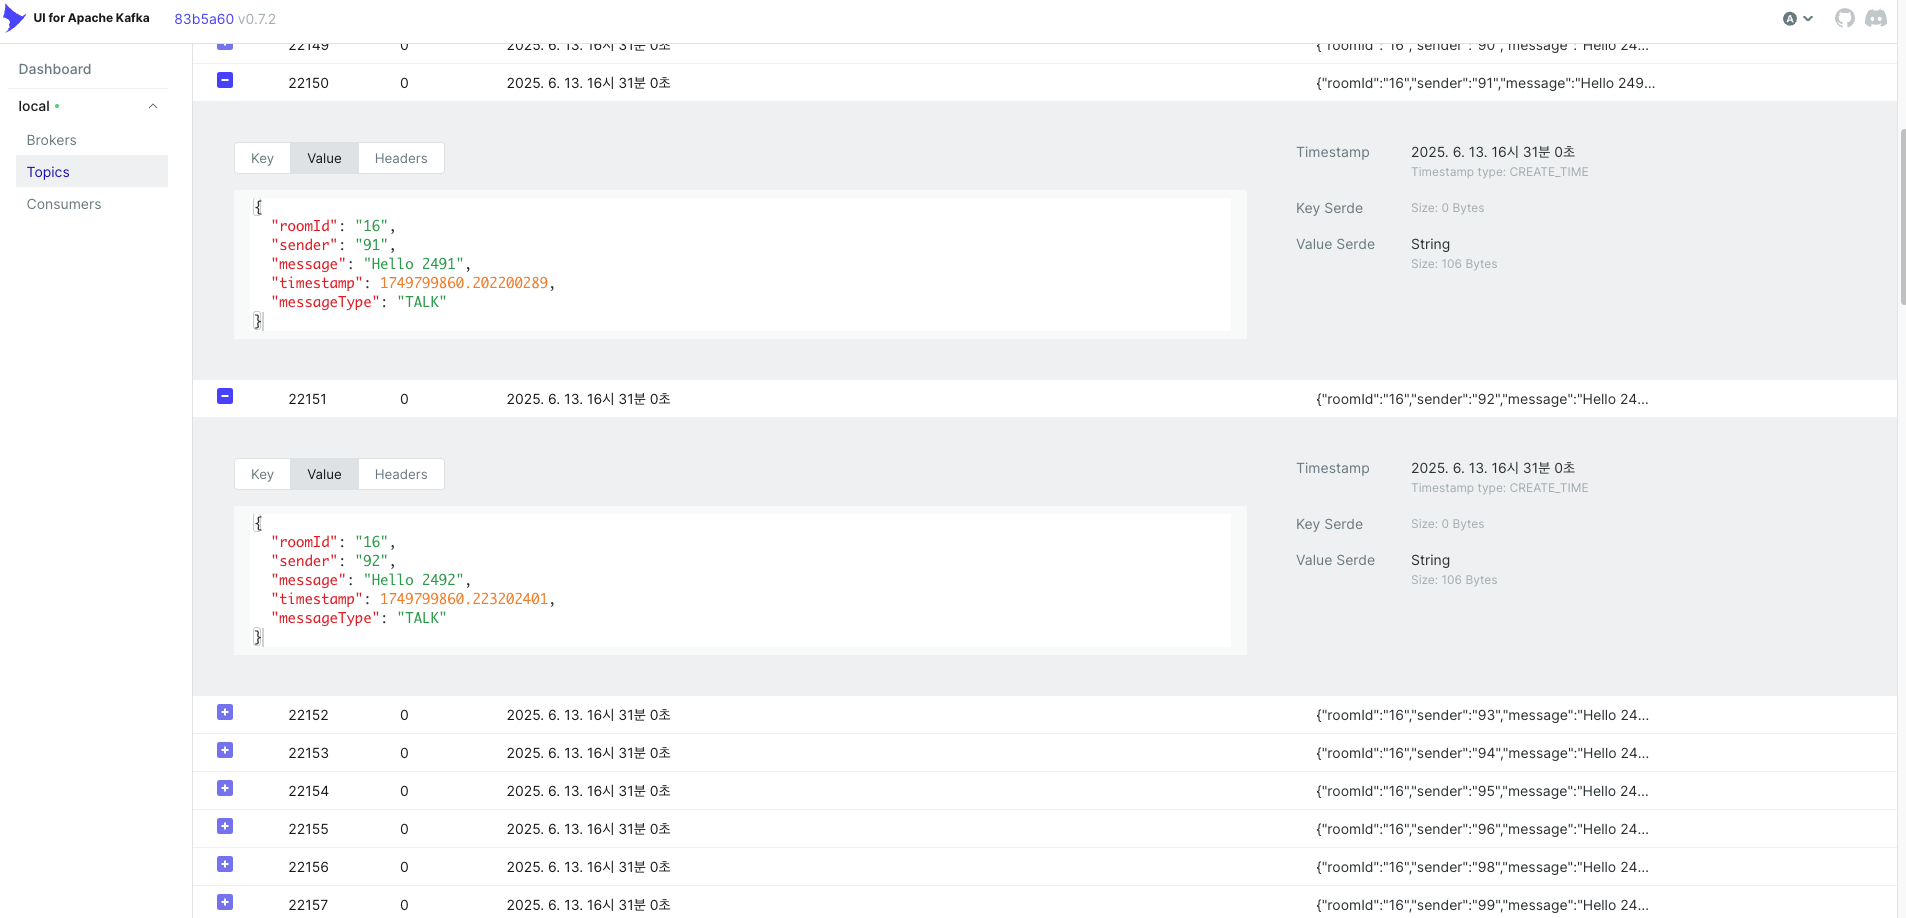 UI for Apache Kafka 83b5a60 v0.7.2 A
Dashboard
local
Brokers
Topics
Consumers
22149 0 2025. 6. 13. 16시 31분 0초 {"roomId":"16","sender":"90","message":"Hello 24...
22150 0 2025. 6. 13. 16시 31분 0초 {"roomId":"16","sender":"91","message":"Hello 249...
Key Value Headers
{
"roomId": "16",
"sender": "91",
"message": "Hello 2491",
"timestamp": 1749799860.202200289,
"messageType": "TALK"
}
Timestamp 2025. 6. 13. 16시 31분 0초
Timestamp type: CREATE_TIME
Key Serde Size: 0 Bytes
Value Serde String
Size: 106 Bytes
22151 0 2025. 6. 13. 16시 31분 0초 {"roomId":"16","sender":"92","message":"Hello 24...
Key Value Headers
{
"roomId": "16",
"sender": "92",
"message": "Hello 2492",
"timestamp": 1749799860.223202401,
"messageType": "TALK"
}
Timestamp 2025. 6. 13. 16시 31분 0초
Timestamp type: CREATE_TIME
Key Serde Size: 0 Bytes
Value Serde String
Size: 106 Bytes
22152 0 2025. 6. 13. 16시 31분 0초 {"roomId":"16","sender":"93","message":"Hello 24...
22153 0 2025. 6. 13. 16시 31분 0초 {"roomId":"16","sender":"94","message":"Hello 24...
22154 0 2025. 6. 13. 16시 31분 0초 {"roomId":"16","sender":"95","message":"Hello 24...
22155 0 2025. 6. 13. 16시 31분 0초 {"roomId":"16","sender":"96","message":"Hello 24...
22156 0 2025. 6. 13. 16시 31분 0초 {"roomId":"16","sender":"98","message":"Hello 24...
22157 0 2025. 6. 13. 16시 31분 0초 {"roomId":"16","sender":"99","message":"Hello 24...